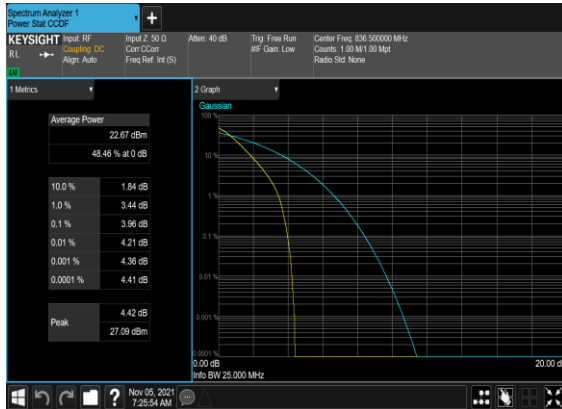 Spectrum Analyzer 1
Power Stat CCDF
+
KEYSIGHT
RL
Input: RF
Coupling: DC
Align: Auto
Input Z: 50 Ω
Corr CCorr
Freq Ref: Int (S)
Atten: 40 dB
Trig: Free Run
#IF Gain: Low
Center Freq: 836.500000 MHz
Counts: 1.00 M/1.00 Mpt
Radio Std: None
1 Metrics
Average Power
22.67 dBm
48.46 % at 0 dB
10.0 % 1.84 dB
1.0 % 3.44 dB
0.1 % 3.96 dB
0.01 % 4.21 dB
0.001 % 4.36 dB
0.0001 % 4.41 dB
Peak
4.42 dB
27.09 dBm
2 Graph
Gaussian
100 %
10 %
1 %
0.1 %
0.01 %
0.001 %
0.0001 %
0.00 dB
20.00 d
Info BW 25.000 MHz
?
Nov 05, 2021
7:25:54 AM